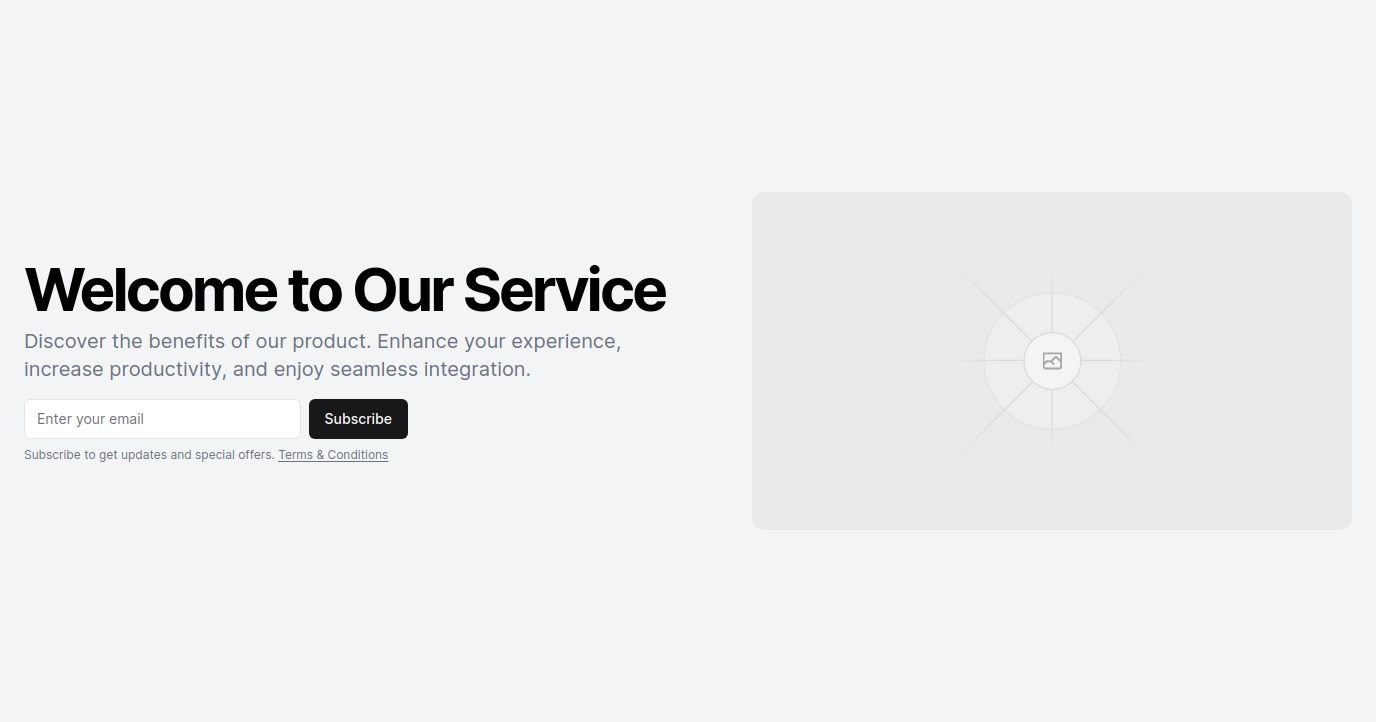 Welcome to Our Service
Discover the benefits of our product. Enhance your experience,
increase productivity, and enjoy seamless integration.
Enter your email
Subscribe
Subscribe to get updates and special offers. Terms & Conditions